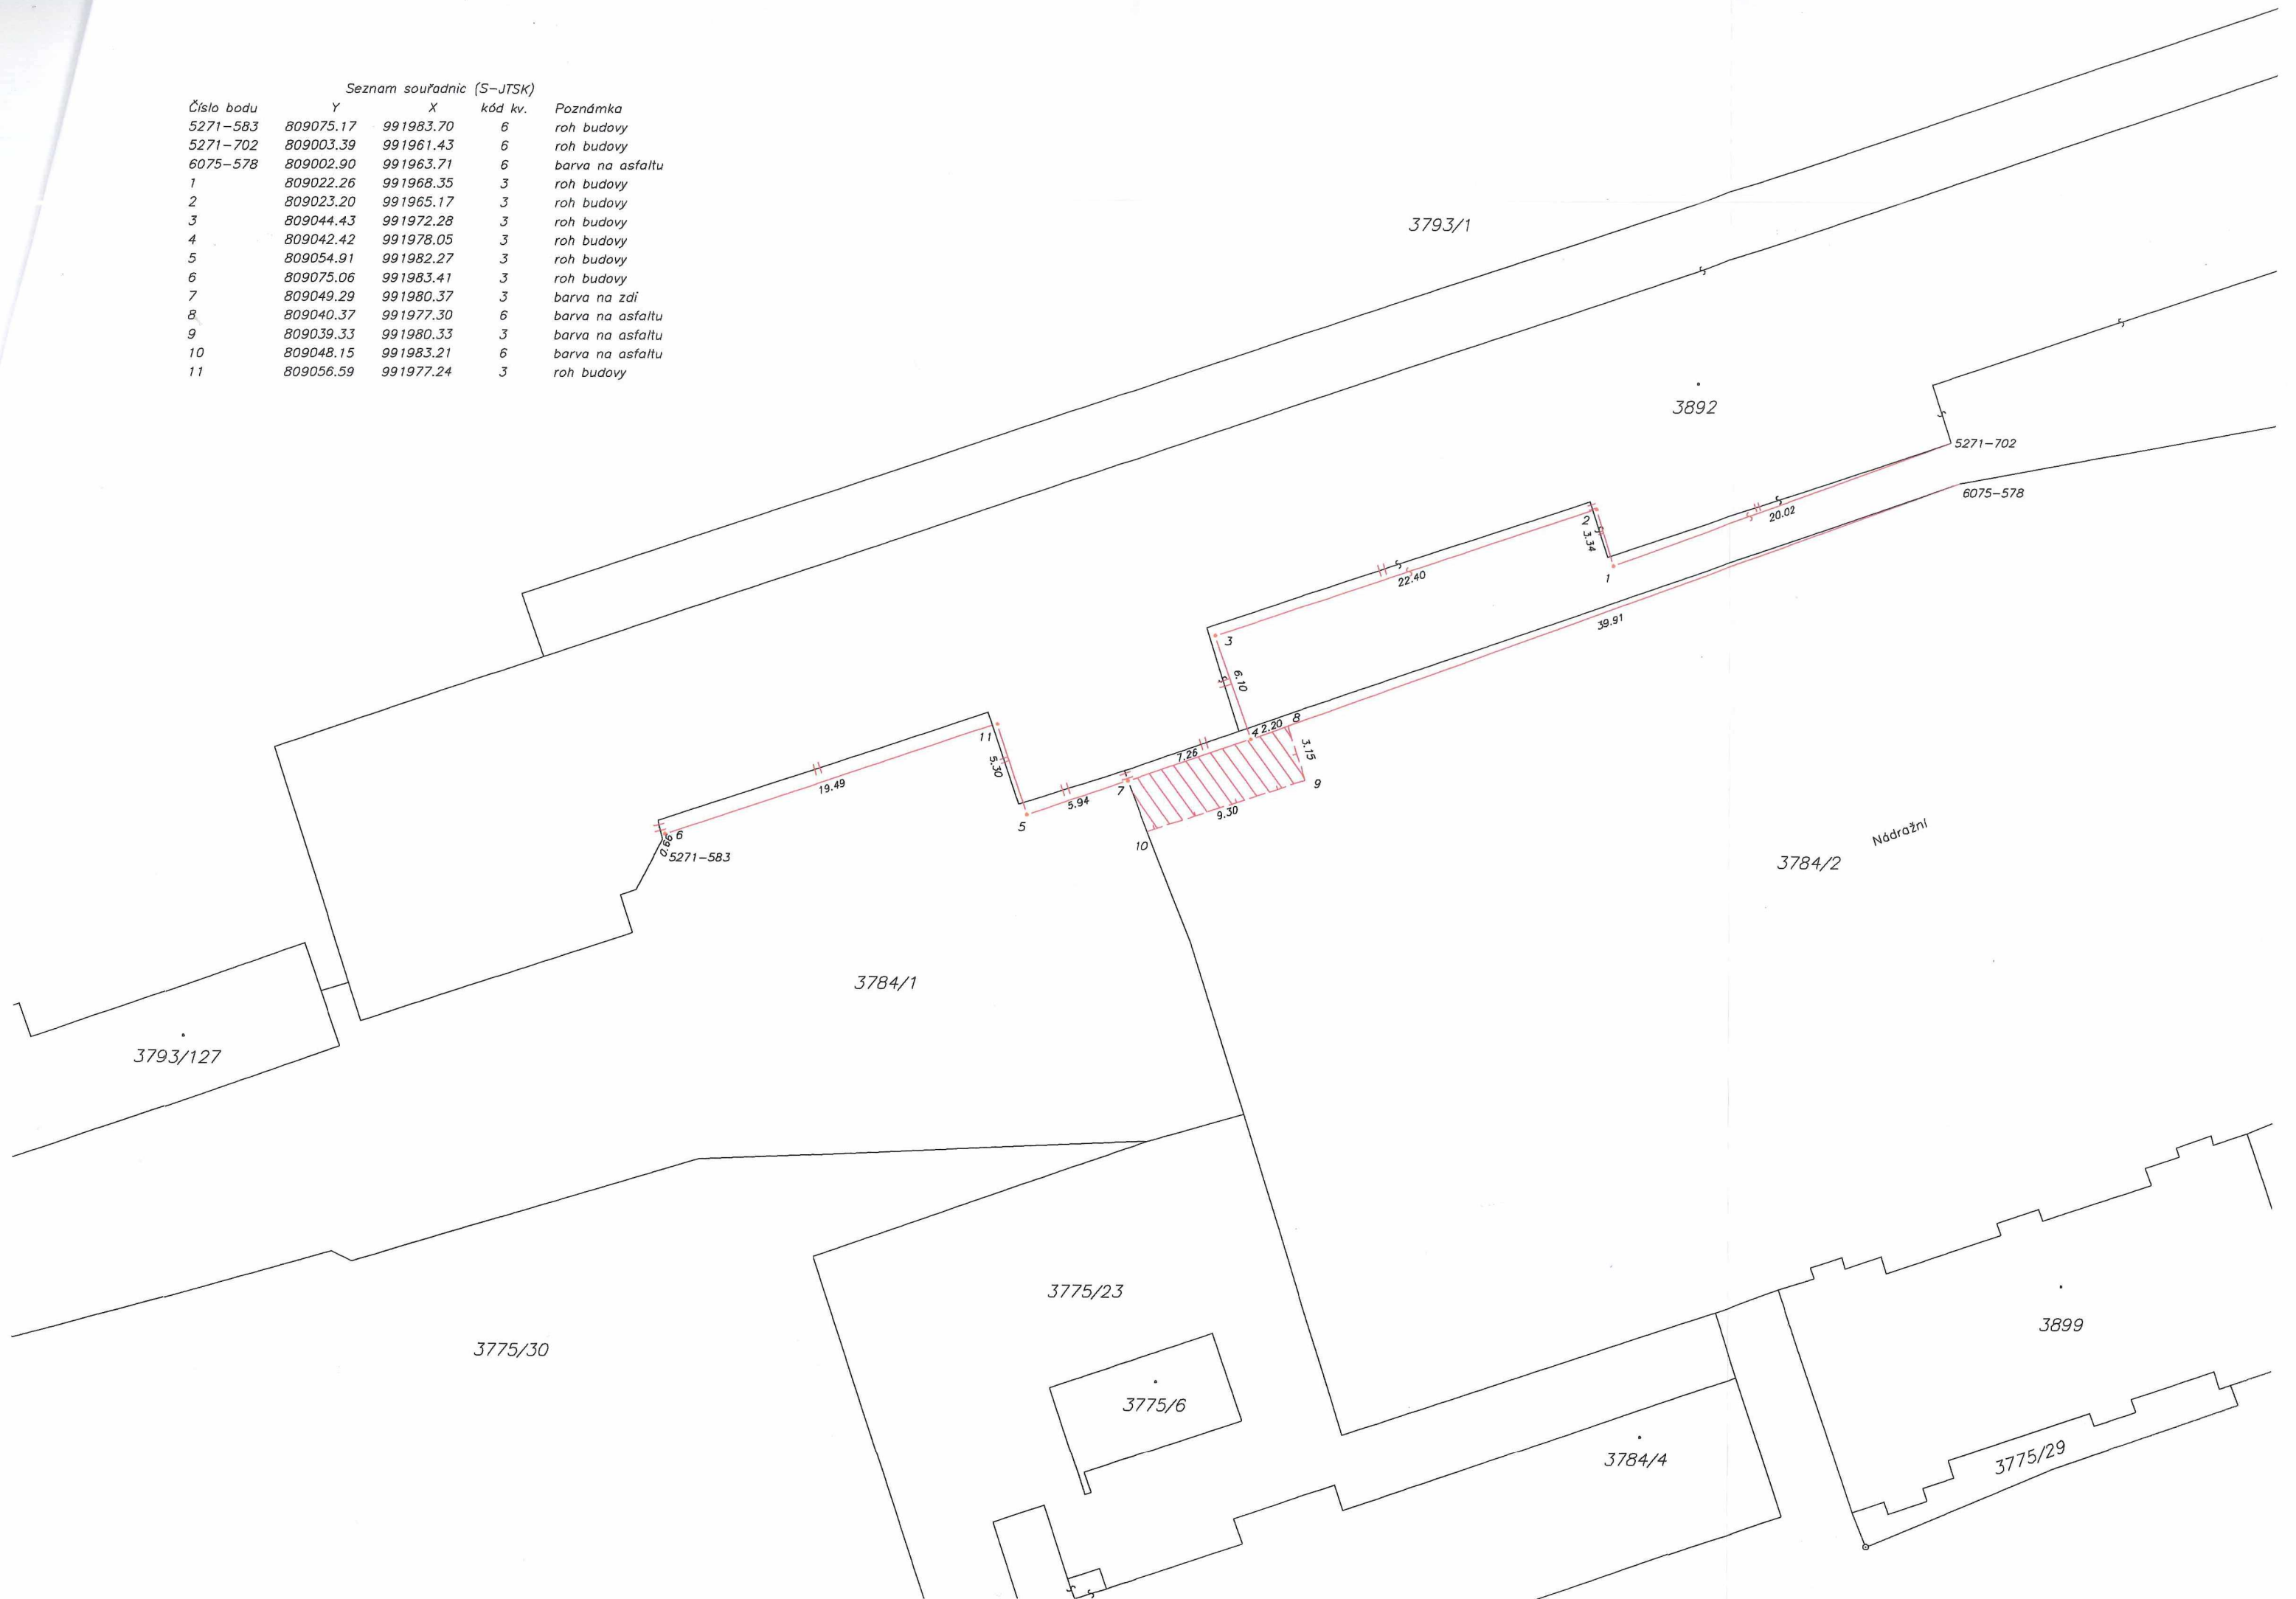 Seznam souřadnic (S-JTSK)
Číslo bodu Y X kód kv. Poznámka
5271-583 809075.17 991983.70 6 roh budovy
5271-702 809003.39 991961.43 6 roh budovy
6075-578 809002.90 991963.71 6 barva na asfaltu
1 809022.26 991968.35 3 roh budovy
2 809023.20 991965.17 3 roh budovy
3 809044.43 991972.28 3 roh budovy
4 809042.42 991978.05 3 roh budovy
5 809054.91 991982.27 3 roh budovy
6 809075.06 991983.41 3 roh budovy
7 809049.29 991980.37 3 barva na zdi
8 809040.37 991977.30 6 barva na asfaltu
9 809039.33 991980.33 3 barva na asfaltu
10 809048.15 991983.21 6 barva na asfaltu
11 809056.59 991977.24 3 roh budovy
3793/1
3892
5271-702
6075-578
20.02
2
3.34
1
22.40
39.91
3
6.10
4
2.20
8
3.15
7.26
9
9.30
7
5.94
5
10
11
5.30
19.49
6
0.66
5271-583
Nádražní
3784/2
3784/1
3793/127
3775/23
3899
3775/30
3775/6
3784/4
3775/29